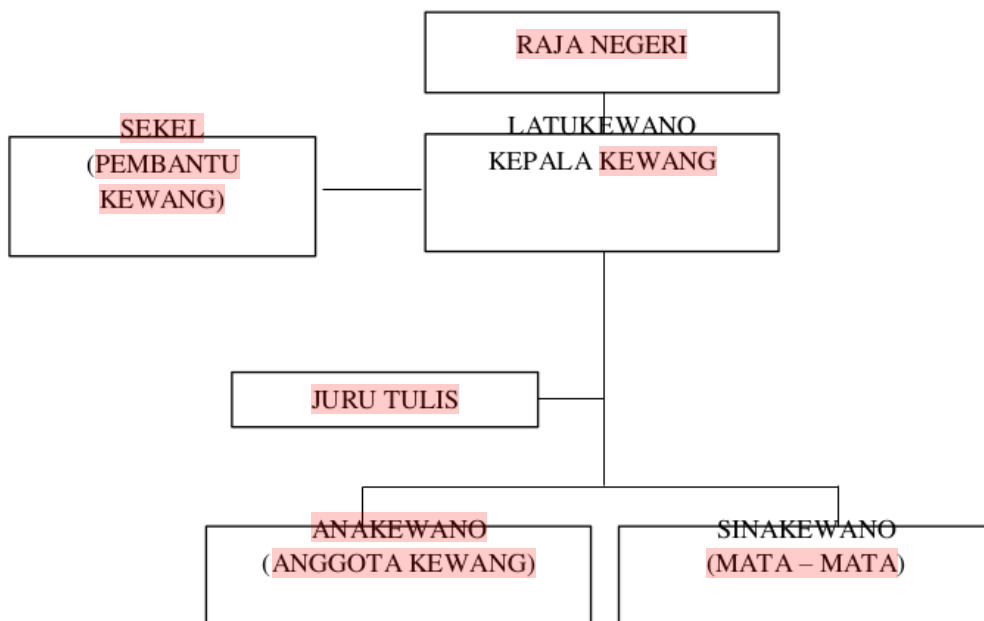 RAJA NEGERI
LATUKEWANO
KEPALA KEWANG
SEKEL
(PEMBANTU
KEWANG)
JURU TULIS
ANAKEWANO
(ANGGOTA KEWANG)
SINAKEWANO
(MATA – MATA)